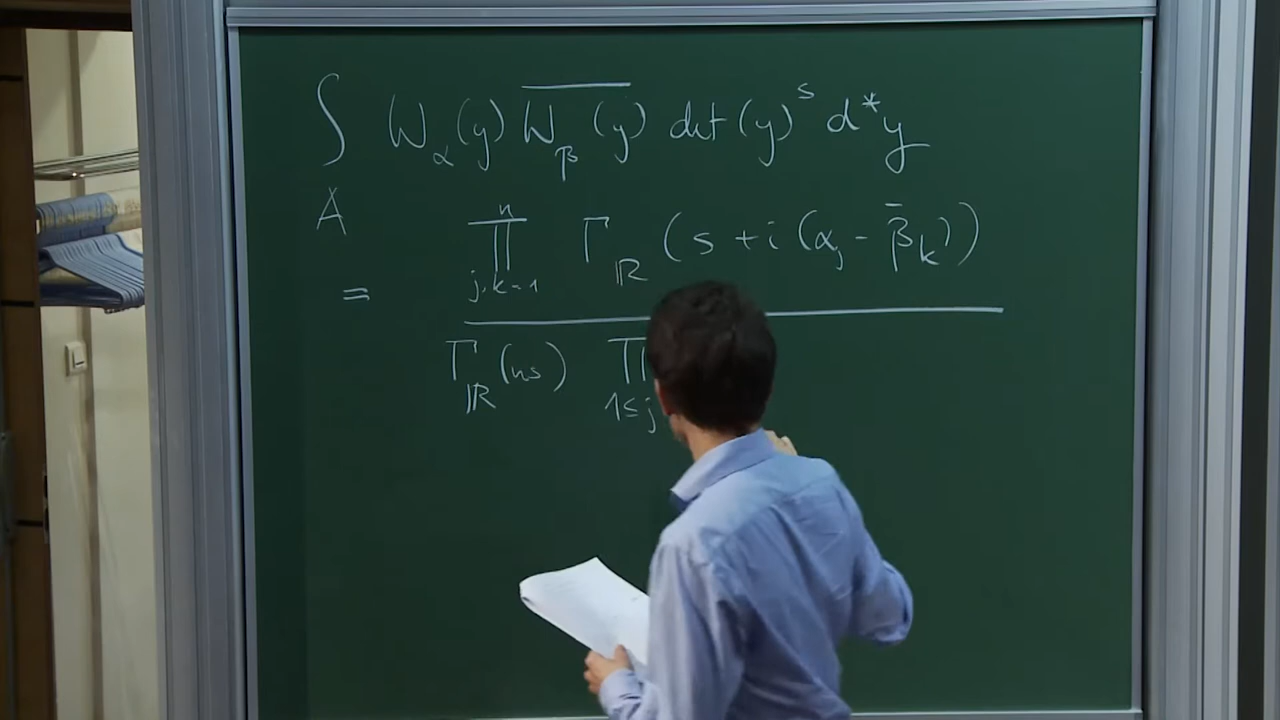 ∫ W_α(y) \overline{W_β(y)} det(y)^s d^*y
A
∏_{j,k=1}^{n} Γ_ℝ(s + i(α_j - \bar{β}_k))
=
Γ_ℝ(ns) ∏_{1≤j